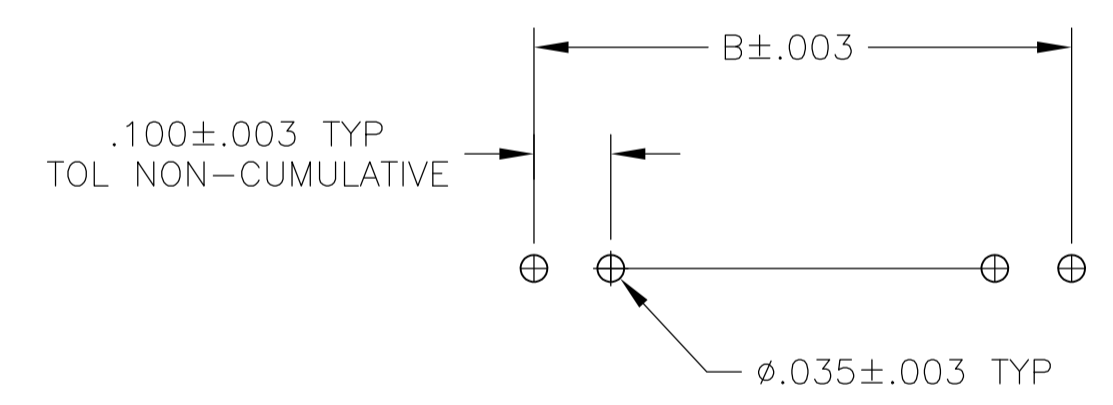 B±.003
.100±.003 TYP
TOL NON-CUMULATIVE
⌀.035±.003 TYP